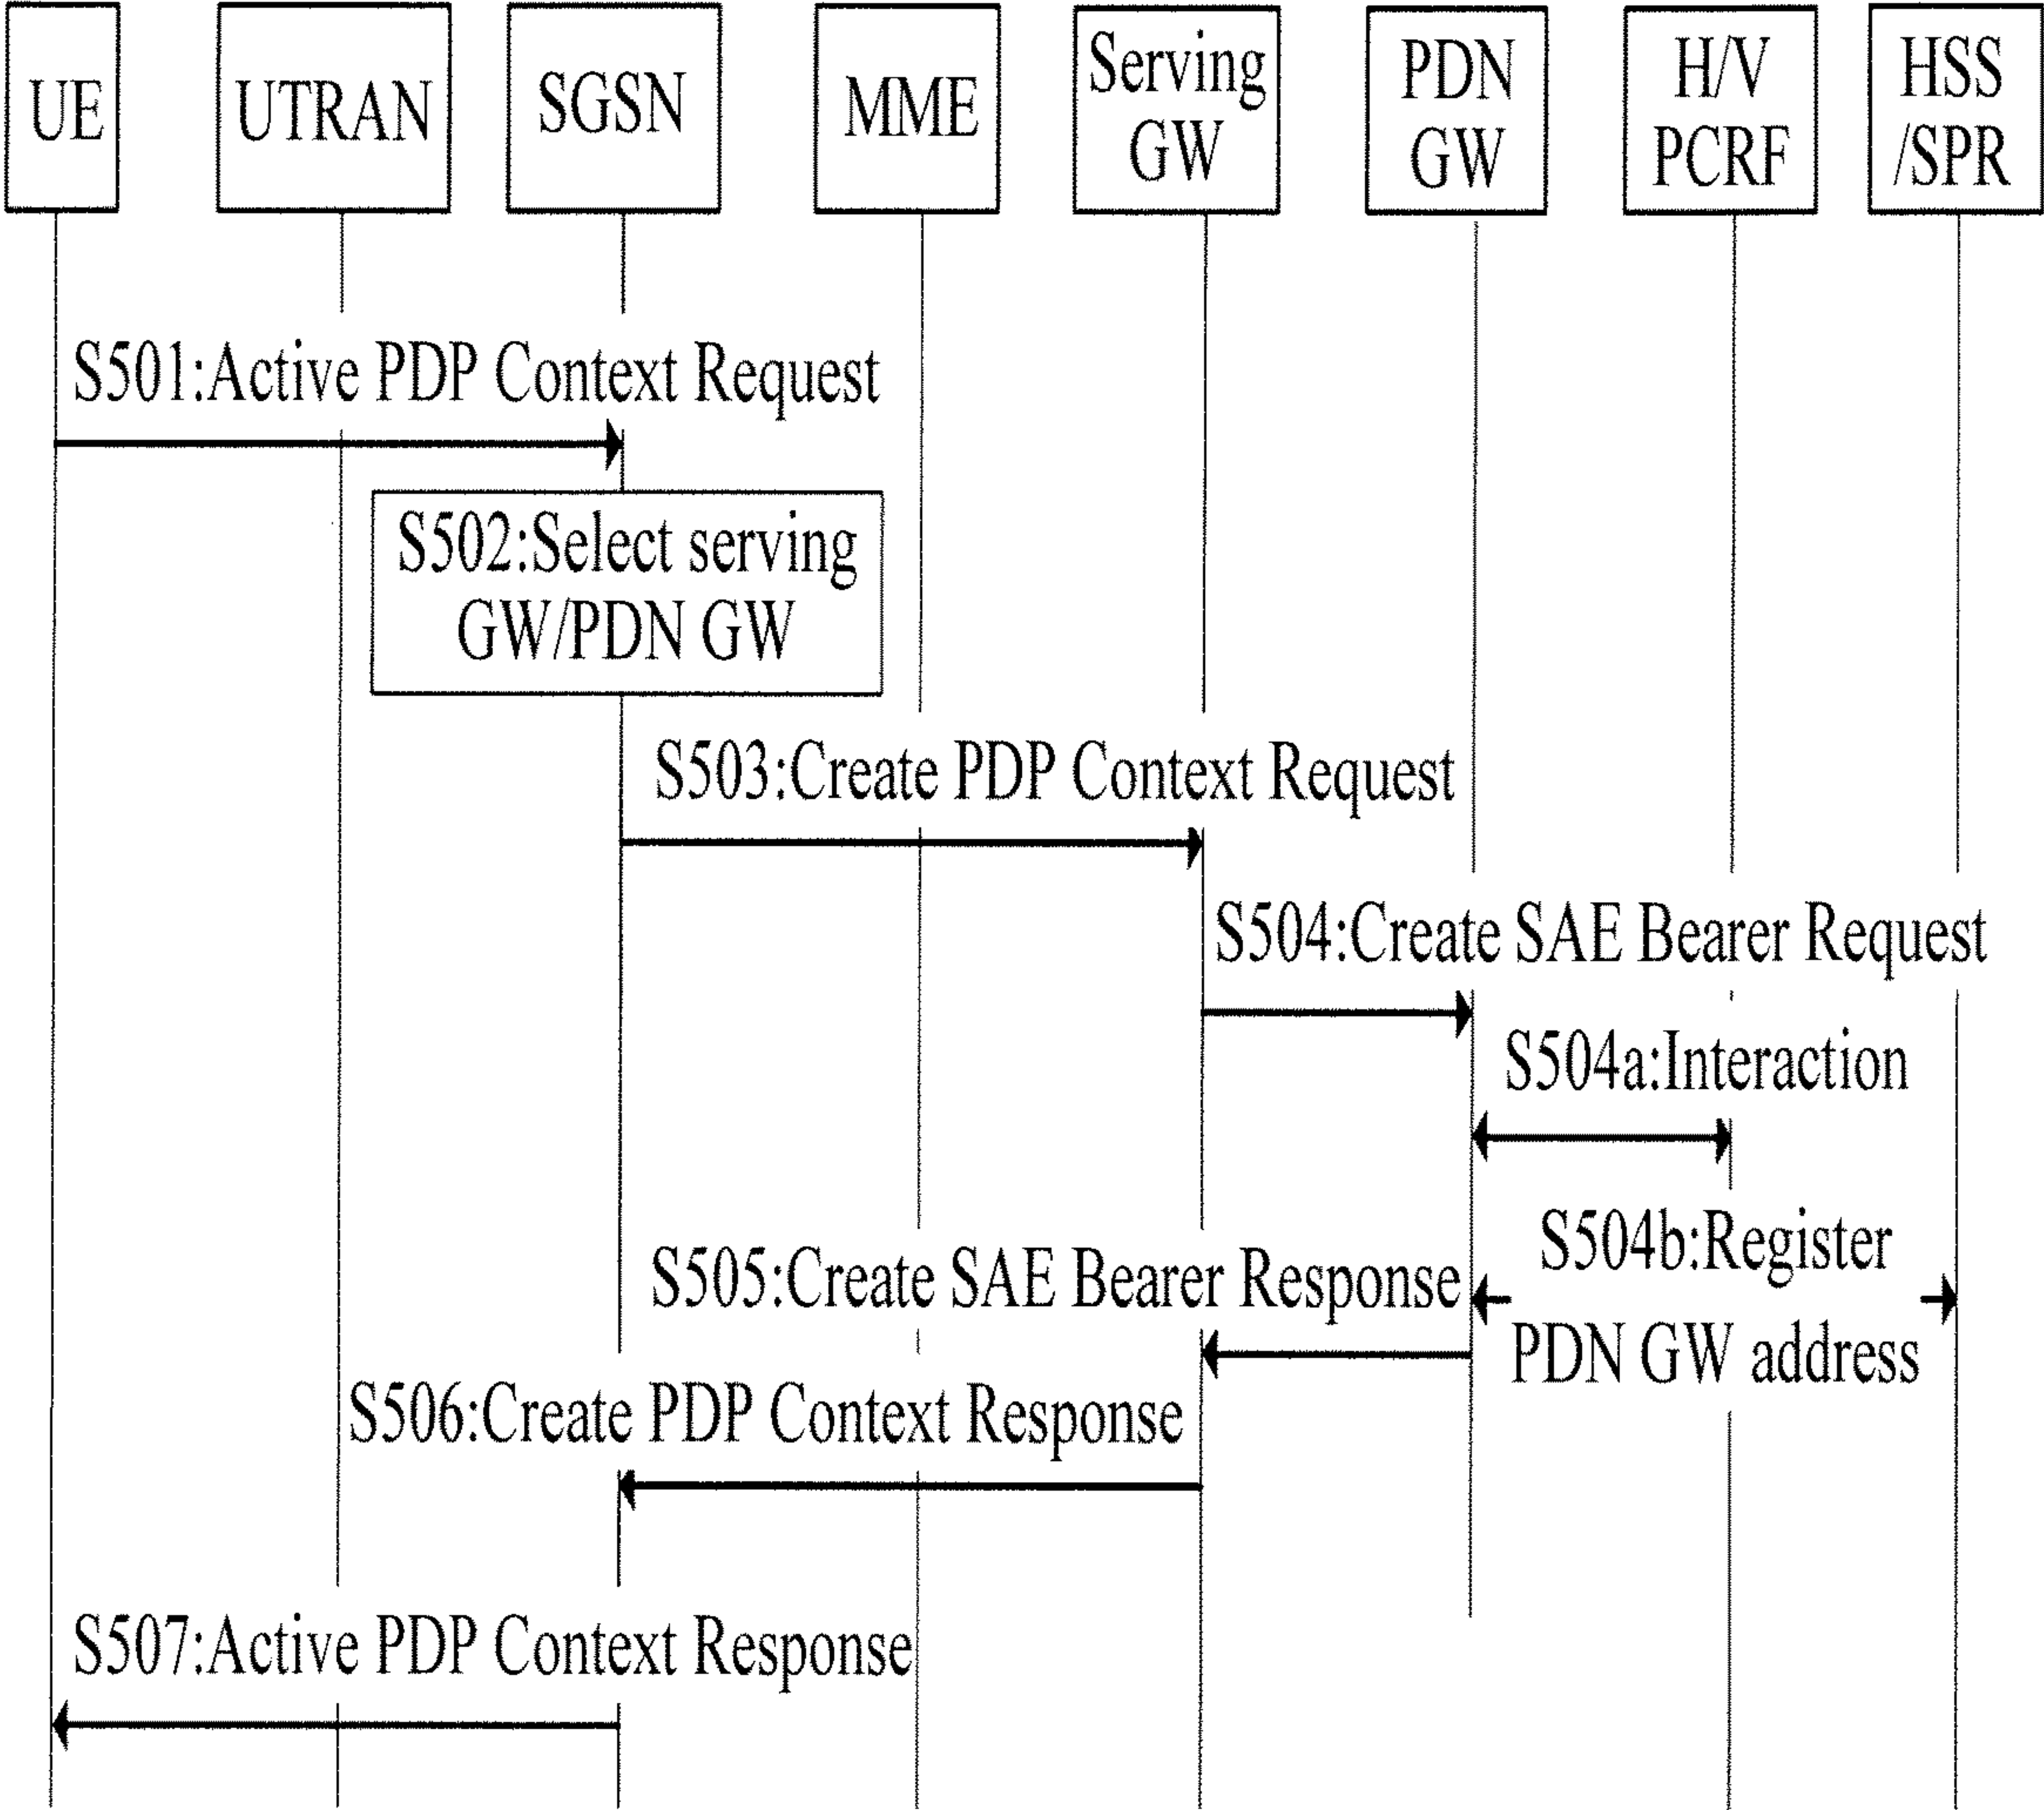 UE
UTRAN
SGSN
MME
Serving
GW
PDN
GW
H/V
PCRF
HSS
/SPR
S501:Active PDP Context Request
S502:Select serving
GW/PDN GW
S503:Create PDP Context Request
S504:Create SAE Bearer Request
S504a:Interaction
S504b:Register
PDN GW address
S505:Create SAE Bearer Response
S506:Create PDP Context Response
S507:Active PDP Context Response